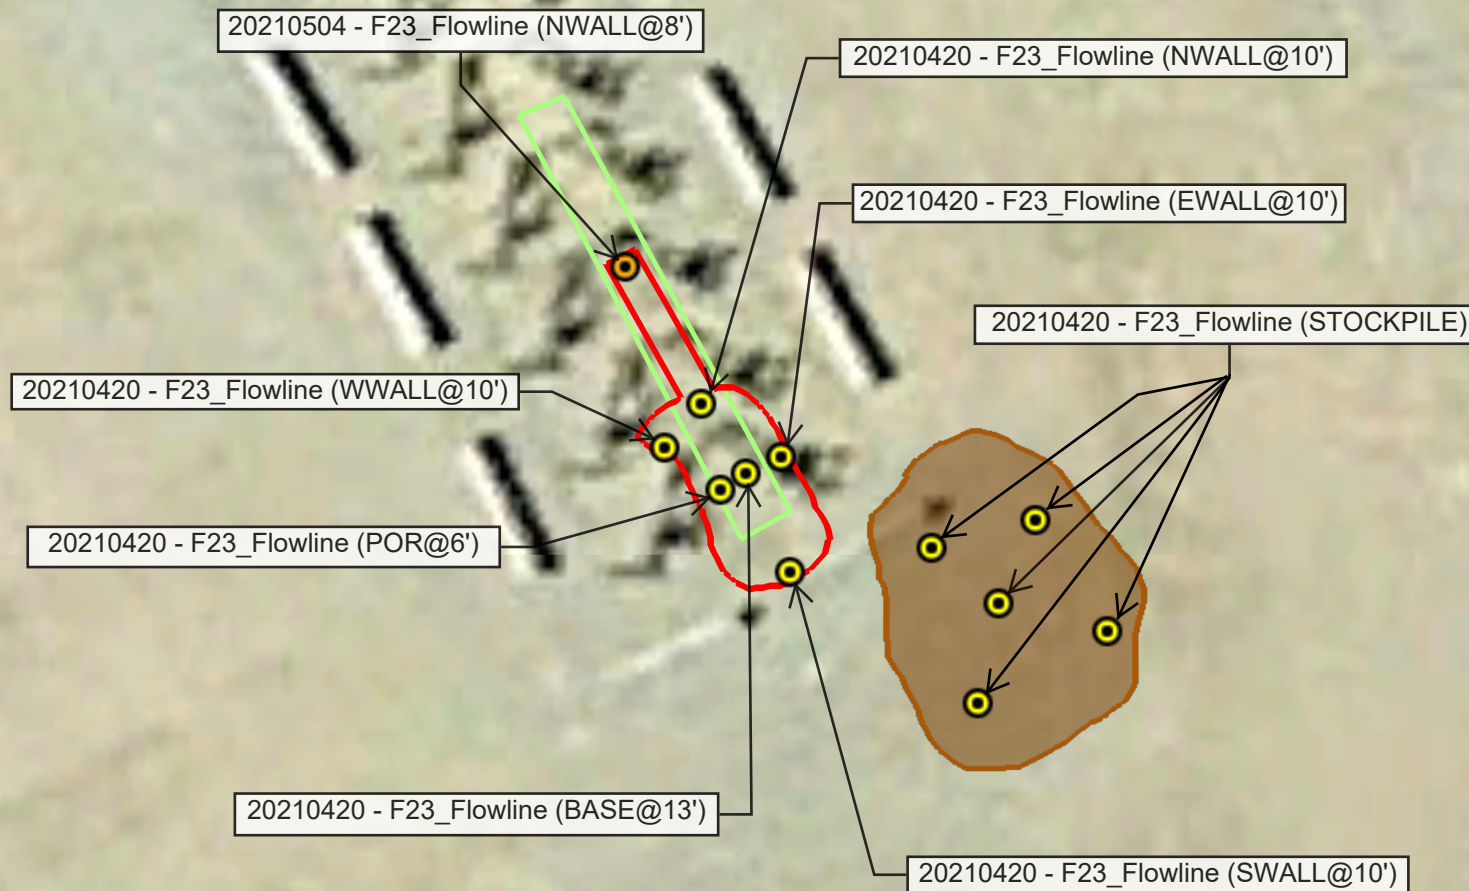 20210504 - F23_Flowline (NWALL@8')
20210420 - F23_Flowline (NWALL@10')
20210420 - F23_Flowline (EWALL@10')
20210420 - F23_Flowline (STOCKPILE)
20210420 - F23_Flowline (WWALL@10')
20210420 - F23_Flowline (POR@6')
20210420 - F23_Flowline (BASE@13')
20210420 - F23_Flowline (SWALL@10')